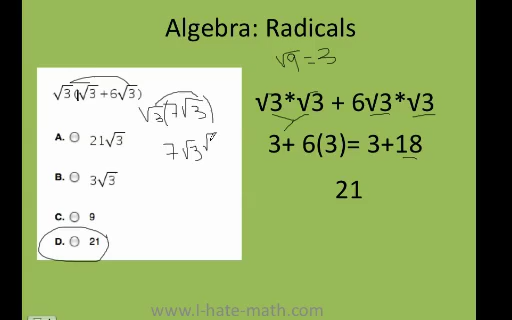 Algebra: Radicals
√9 = 3
√3(√3 + 6√3)
√3(7√3)
7√3√
A. 21√3
B. 3√3
C. 9
D. 21
√3*√3 + 6√3*√3
3+ 6(3)= 3+18
21
www.I-hate-math.com